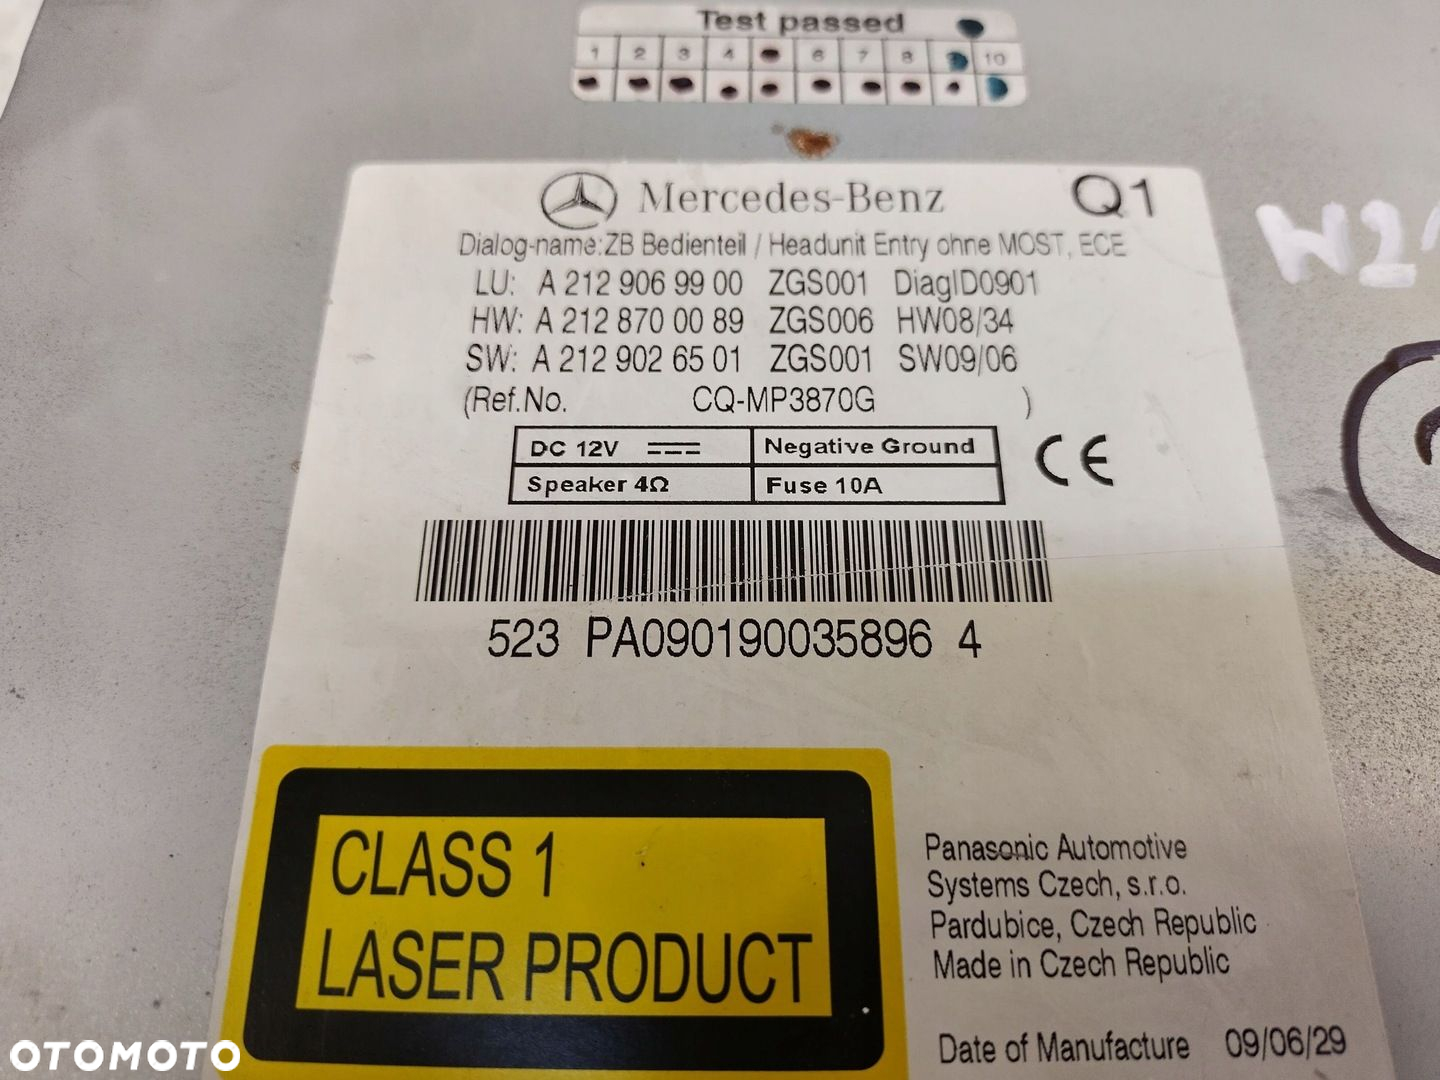 Test passed
1 2 3 4 6 7 8 9 10
Mercedes-Benz Q1
Dialog-name:ZB Bedienteil / Headunit Entry ohne MOST, ECE
LU: A 212 906 99 00 ZGS001 DiagID0901
HW: A 212 870 00 89 ZGS006 HW08/34
SW: A 212 902 65 01 ZGS001 SW09/06
(Ref.No. CQ-MP3870G )
DC 12V Negative Ground
Speaker 4Ω Fuse 10A
CE
523 PA090190035896 4
CLASS 1
LASER PRODUCT
Panasonic Automotive
Systems Czech, s.r.o.
Pardubice, Czech Republic
Made in Czech Republic
Date of Manufacture 09/06/29
OTOMOTO